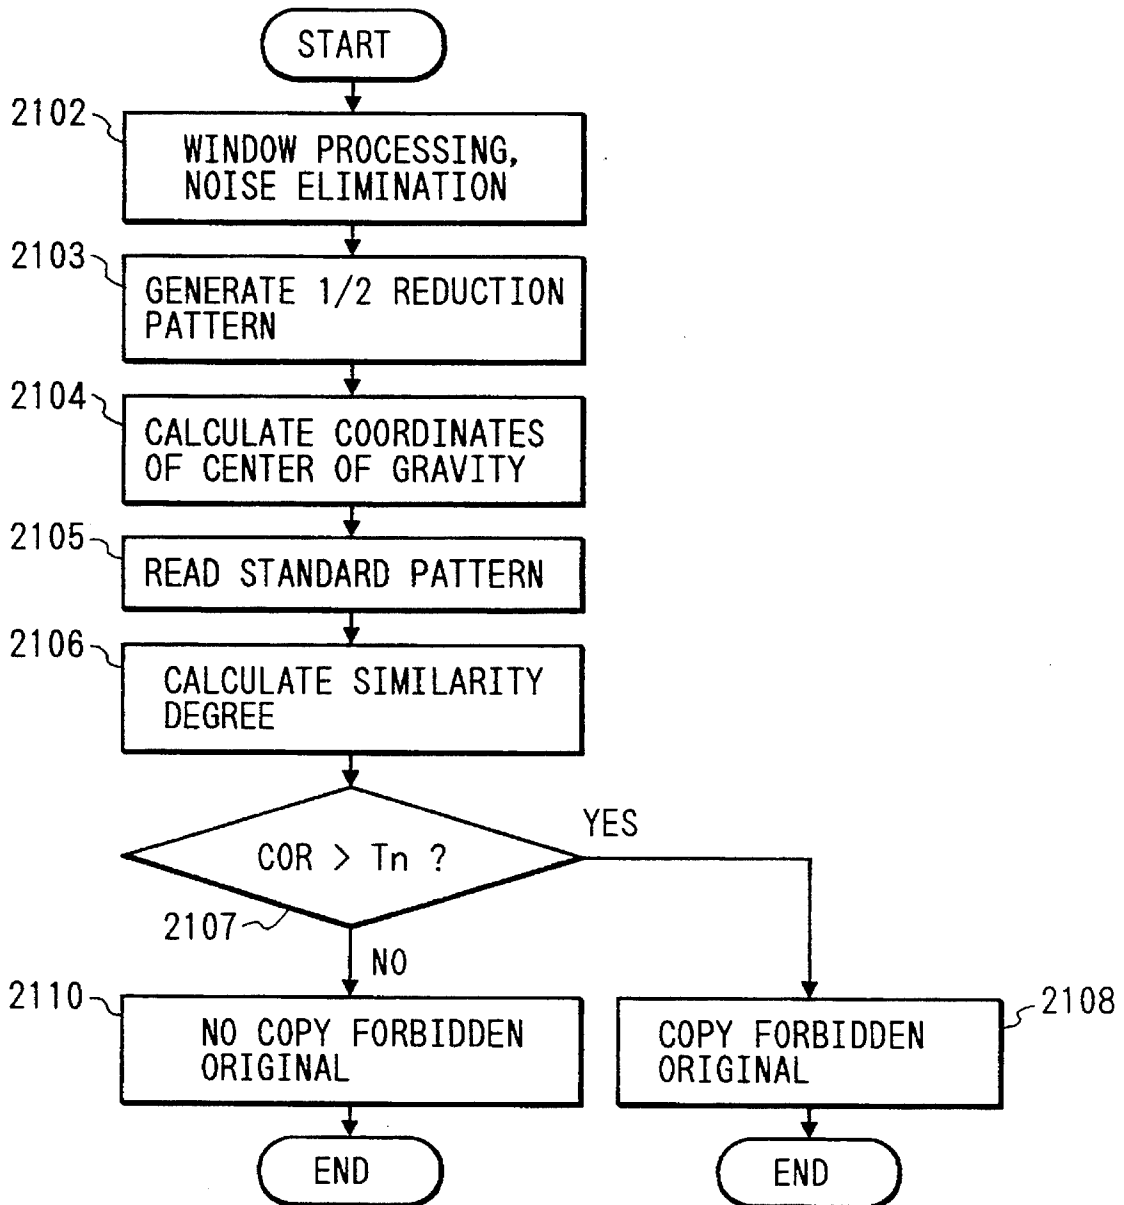 START
2102
WINDOW PROCESSING,
NOISE ELIMINATION
2103
GENERATE 1/2 REDUCTION
PATTERN
2104
CALCULATE COORDINATES
OF CENTER OF GRAVITY
2105
READ STANDARD PATTERN
2106
CALCULATE SIMILARITY
DEGREE
COR > Tn ?
YES
2107
NO
2110
NO COPY FORBIDDEN
ORIGINAL
COPY FORBIDDEN
ORIGINAL
2108
END
END